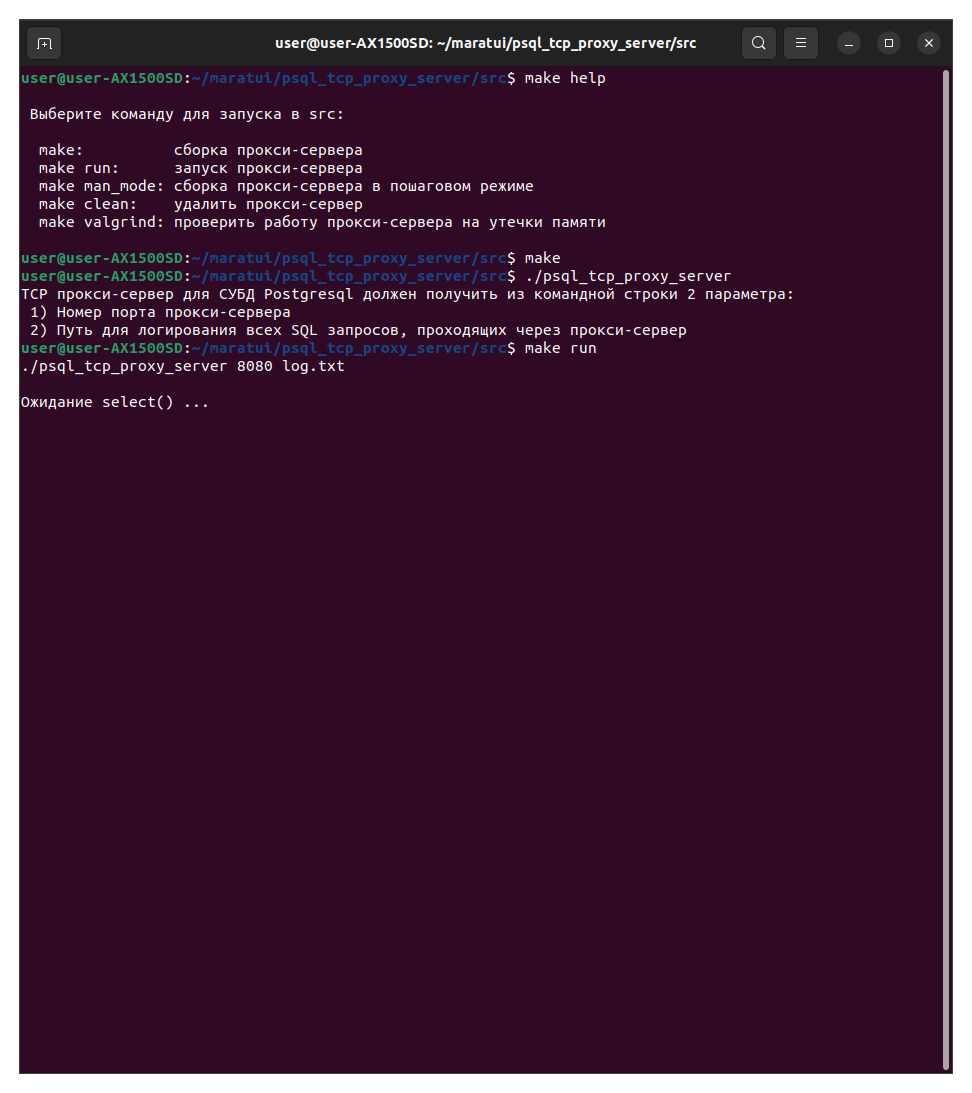 user@user-AX1500SD: ~/maratui/psql_tcp_proxy_server/src
user@user-AX1500SD:~/maratui/psql_tcp_proxy_server/src$ make help
Выберите команду для запуска в src:
make:          сборка прокси-сервера
make run:      запуск прокси-сервера
make man_mode: сборка прокси-сервера в пошаговом режиме
make clean:    удалить прокси-сервер
make valgrind: проверить работу прокси-сервера на утечки памяти
user@user-AX1500SD:~/maratui/psql_tcp_proxy_server/src$ make
user@user-AX1500SD:~/maratui/psql_tcp_proxy_server/src$ ./psql_tcp_proxy_server
TCP прокси-сервер для СУБД Postgresql должен получить из командной строки 2 параметра:
1) Номер порта прокси-сервера
2) Путь для логирования всех SQL запросов, проходящих через прокси-сервер
user@user-AX1500SD:~/maratui/psql_tcp_proxy_server/src$ make run
./psql_tcp_proxy_server 8080 log.txt
Ожидание select() ...